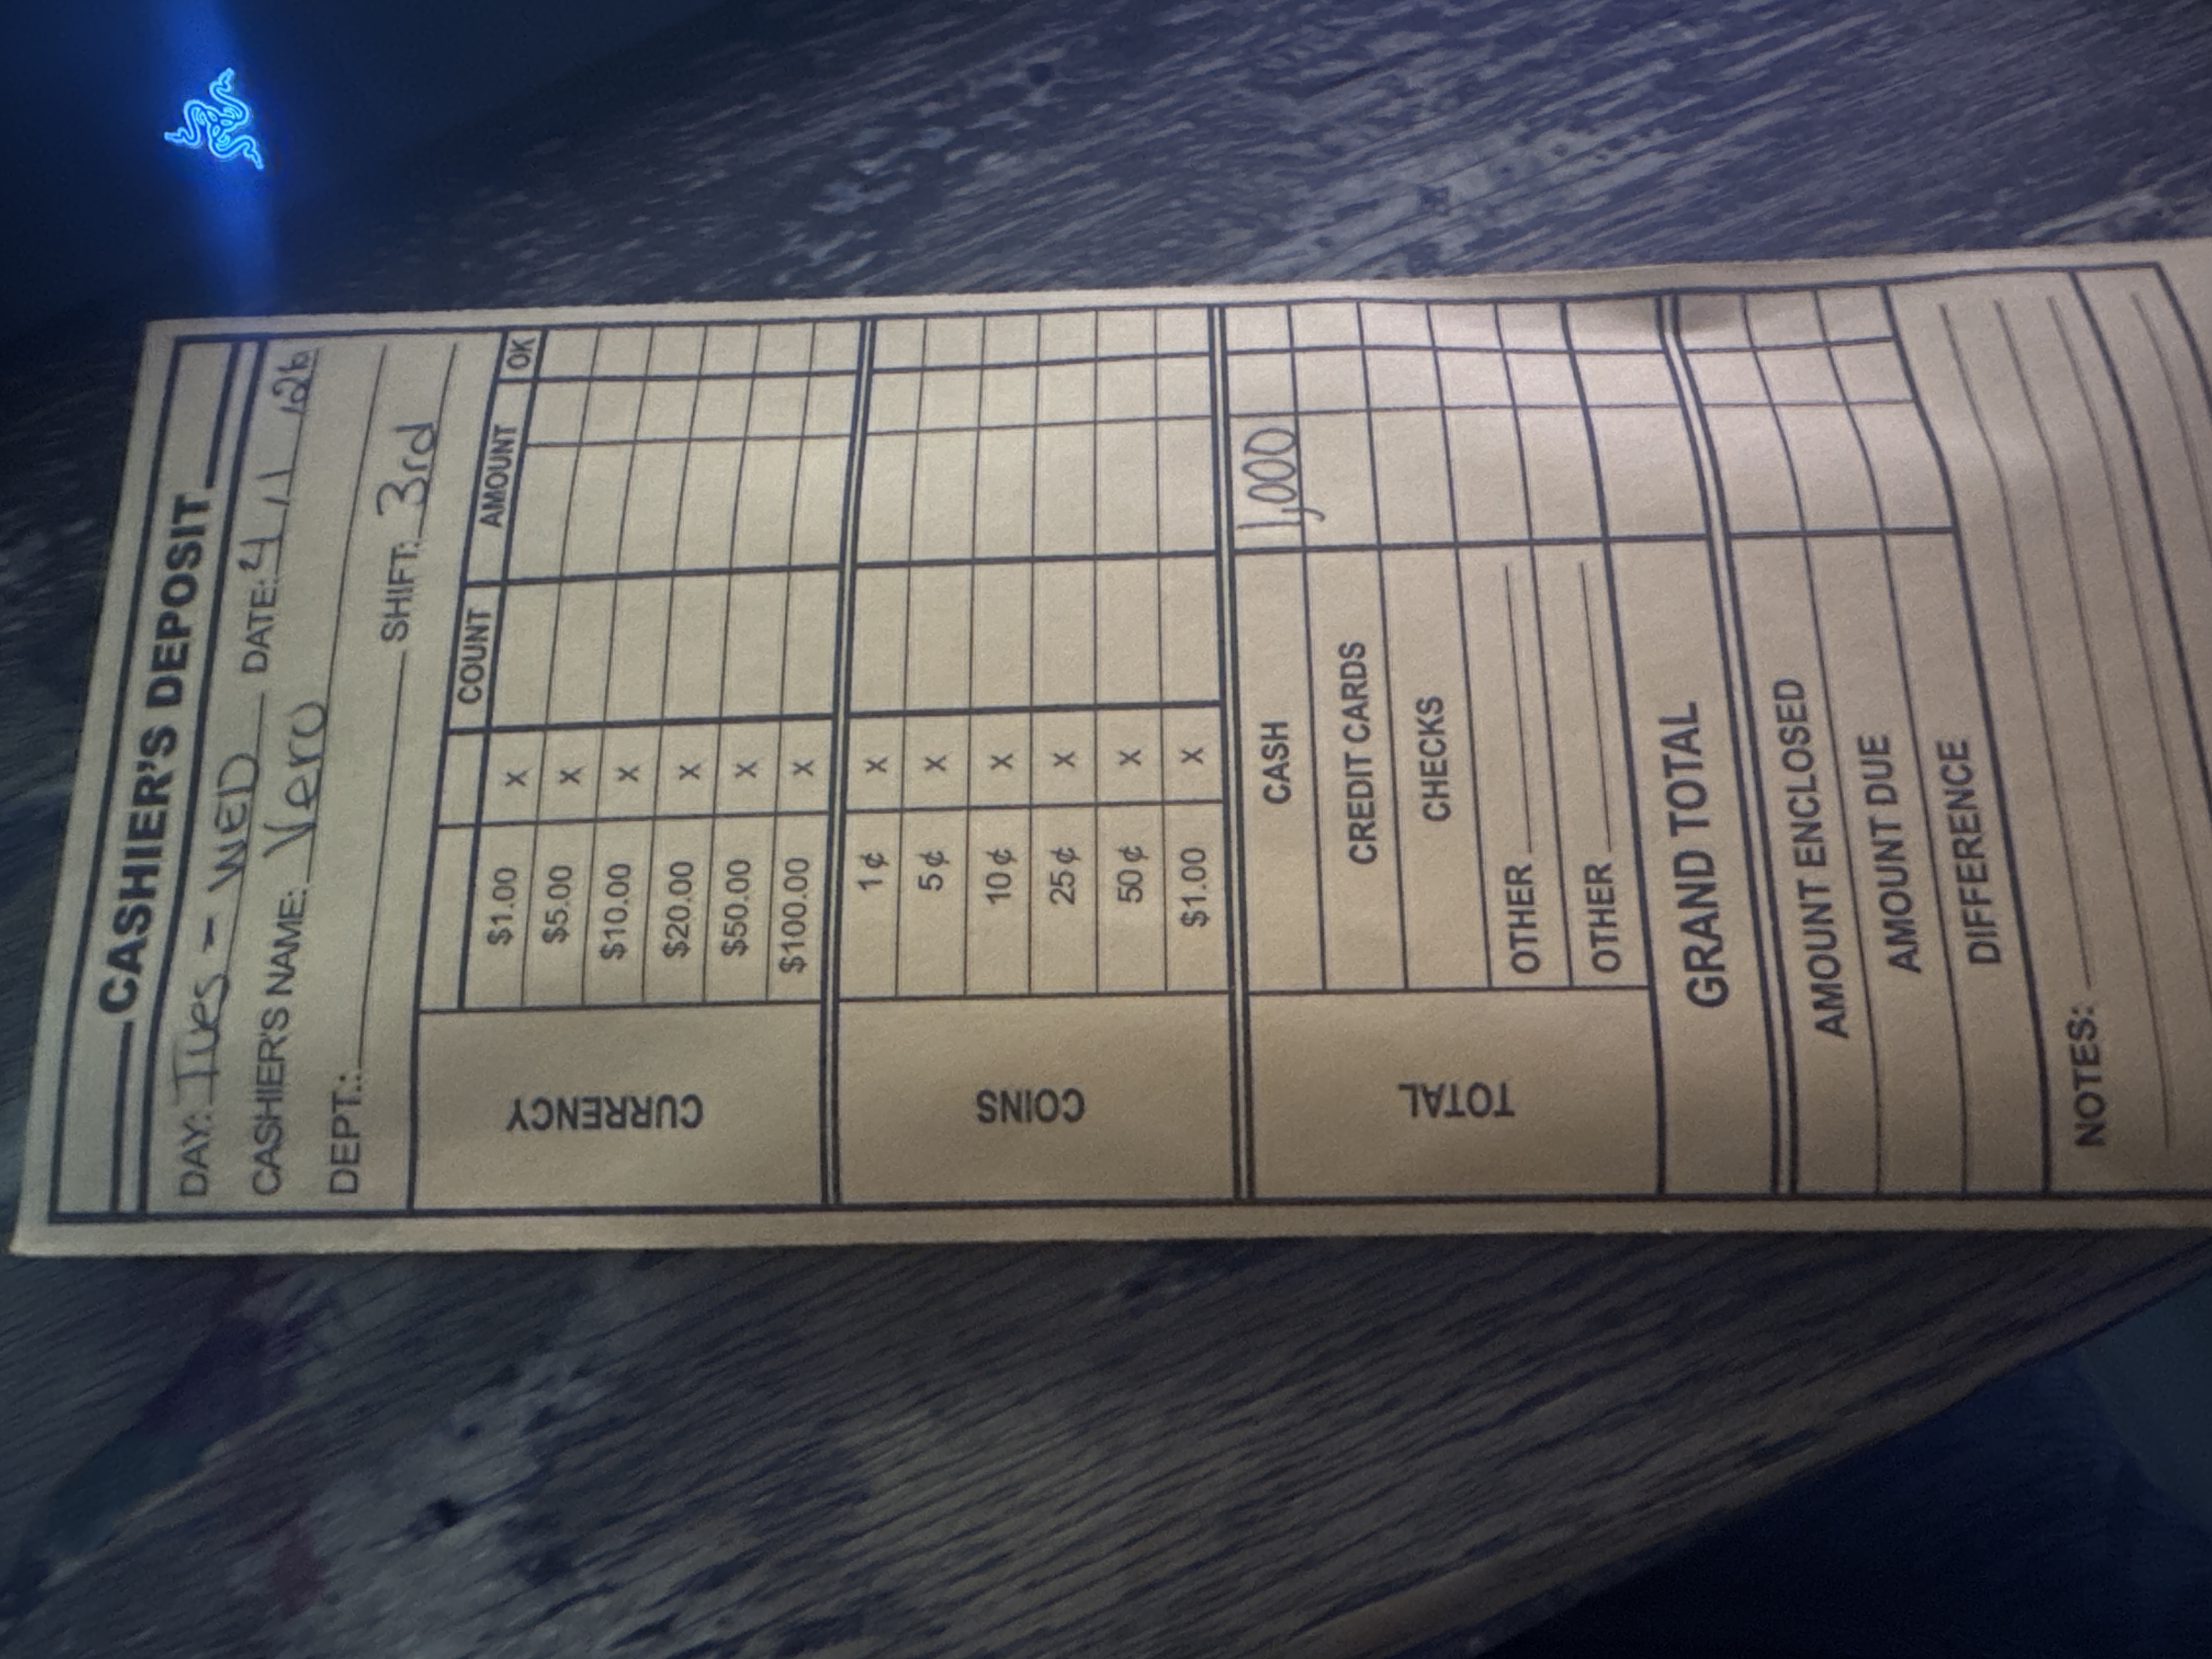 CASHIER'S DEPOSIT
DAY: Tues - WED DATE: 4/1/26
CASHIER'S NAME: Vero
DEPT.: SHIFT: 3rd
COUNT AMOUNT OK
CURRENCY
$1.00 X
$5.00 X
$10.00 X
$20.00 X
$50.00 X
$100.00 X
COINS
1¢ X
5¢ X
10¢ X
25¢ X
50¢ X
$1.00 X
TOTAL
CASH 1,000
CREDIT CARDS
CHECKS
OTHER
OTHER
GRAND TOTAL
AMOUNT ENCLOSED
AMOUNT DUE
DIFFERENCE
NOTES: